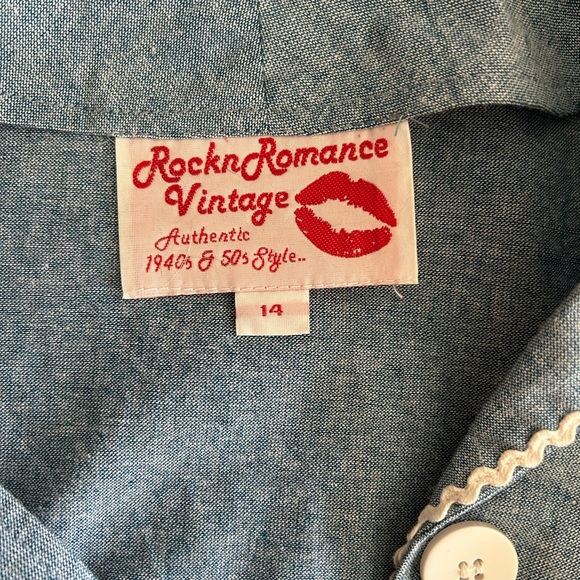 RocknRomance
Vintage
Authentic
1940s & 50s Style..
14